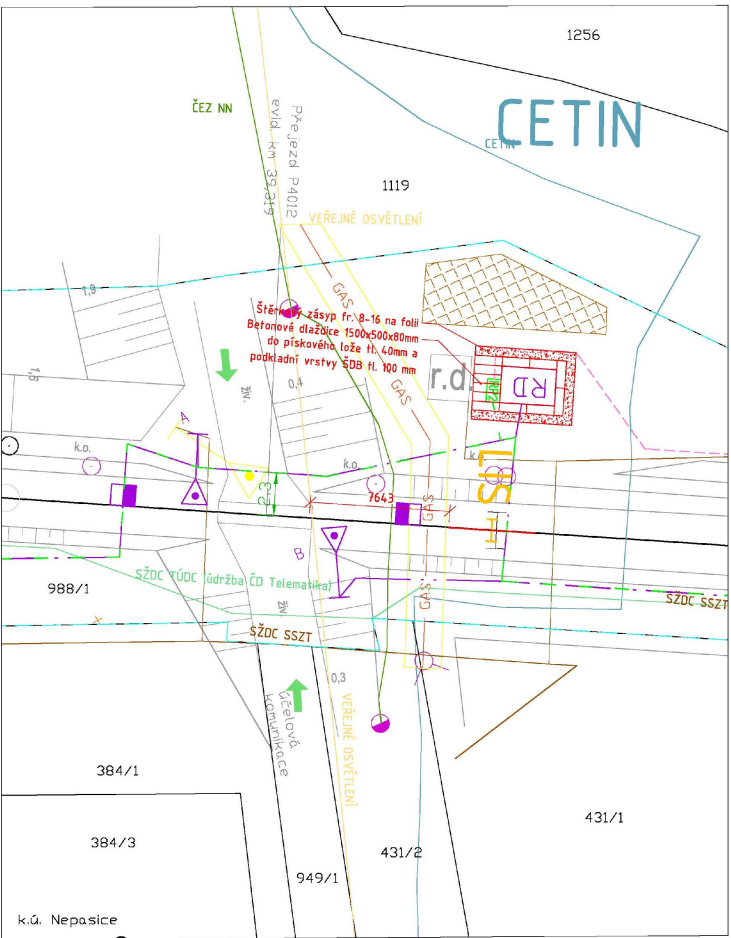 1256
ČEZ NN
CETIN
CETIN
Přejezd P4012
evid. km 39,319
1119
VEŘEJNÉ OSVĚTLENÍ
GAS
1,9
Štěrkový zásyp fr. 8-16 na folii
Betonové dlaždice 1500x500x80mm
do pískového lože tl. 40mm a
podkladní vrstvy ŠDB tl. 100 mm
r.d.
RD
0,4
GAS
živ.
A
k.o.
k.o.
k.o.
LIS
2,3
7643
GAS
H
B
SŽDC TÚDC (údržba ČD Telematika)
988/1
GAS
živ.
SŽDC SSZT
SŽDC SSZT
0,3
účelová
komunikace
VEŘEJNÉ OSVĚTLENÍ
384/1
384/3
431/1
431/2
949/1
k.ú. Nepasice